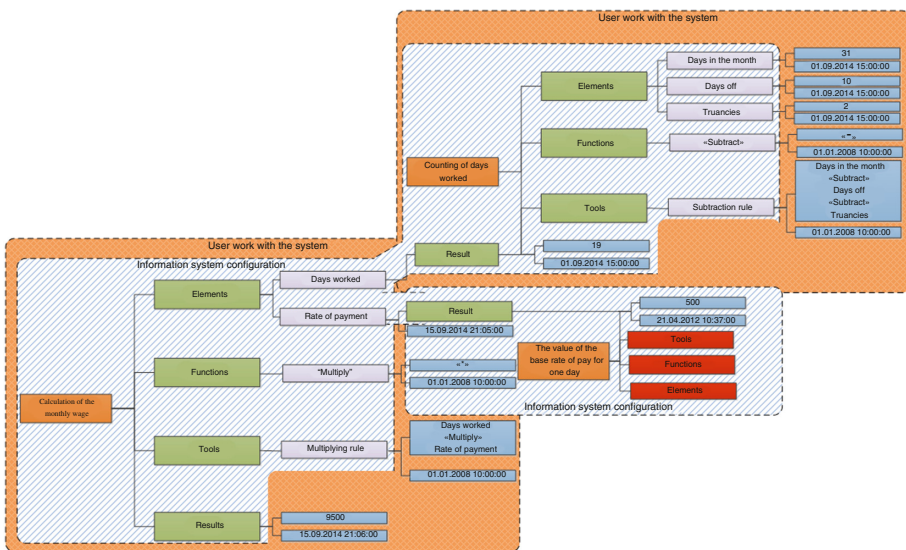 User work with the system
31
Days in the month
01.09.2014 15:00:00
10
Elements
Days off
01.09.2014 15:00:00
2
Truancies
01.09.2014 15:00:00
«-»
Functions
«Subtract»
01.01.2008 10:00:00
Counting of days
worked
Days in the month
«Subtract»
Days off
«Subtract»
Truancies
Tools
Subtraction rule
01.01.2008 10:00:00
User work with the system
19
Result
01.09.2014 15:00:00
Information system configuration
Days worked
Elements
Rate of payment
Result
15.09.2014 21:05:00
500
21.04.2012 10:37:00
The value of the
base rate of pay for
one day
Tools
Functions
Elements
Information system configuration
Functions
"Multiply"
«*»
01.01.2008 10:00:00
Calculation of the
monthly wage
Days worked
«Multiply»
Rate of payment
Tools
Multiplying rule
01.01.2008 10:00:00
9500
Results
15.09.2014 21:06:00